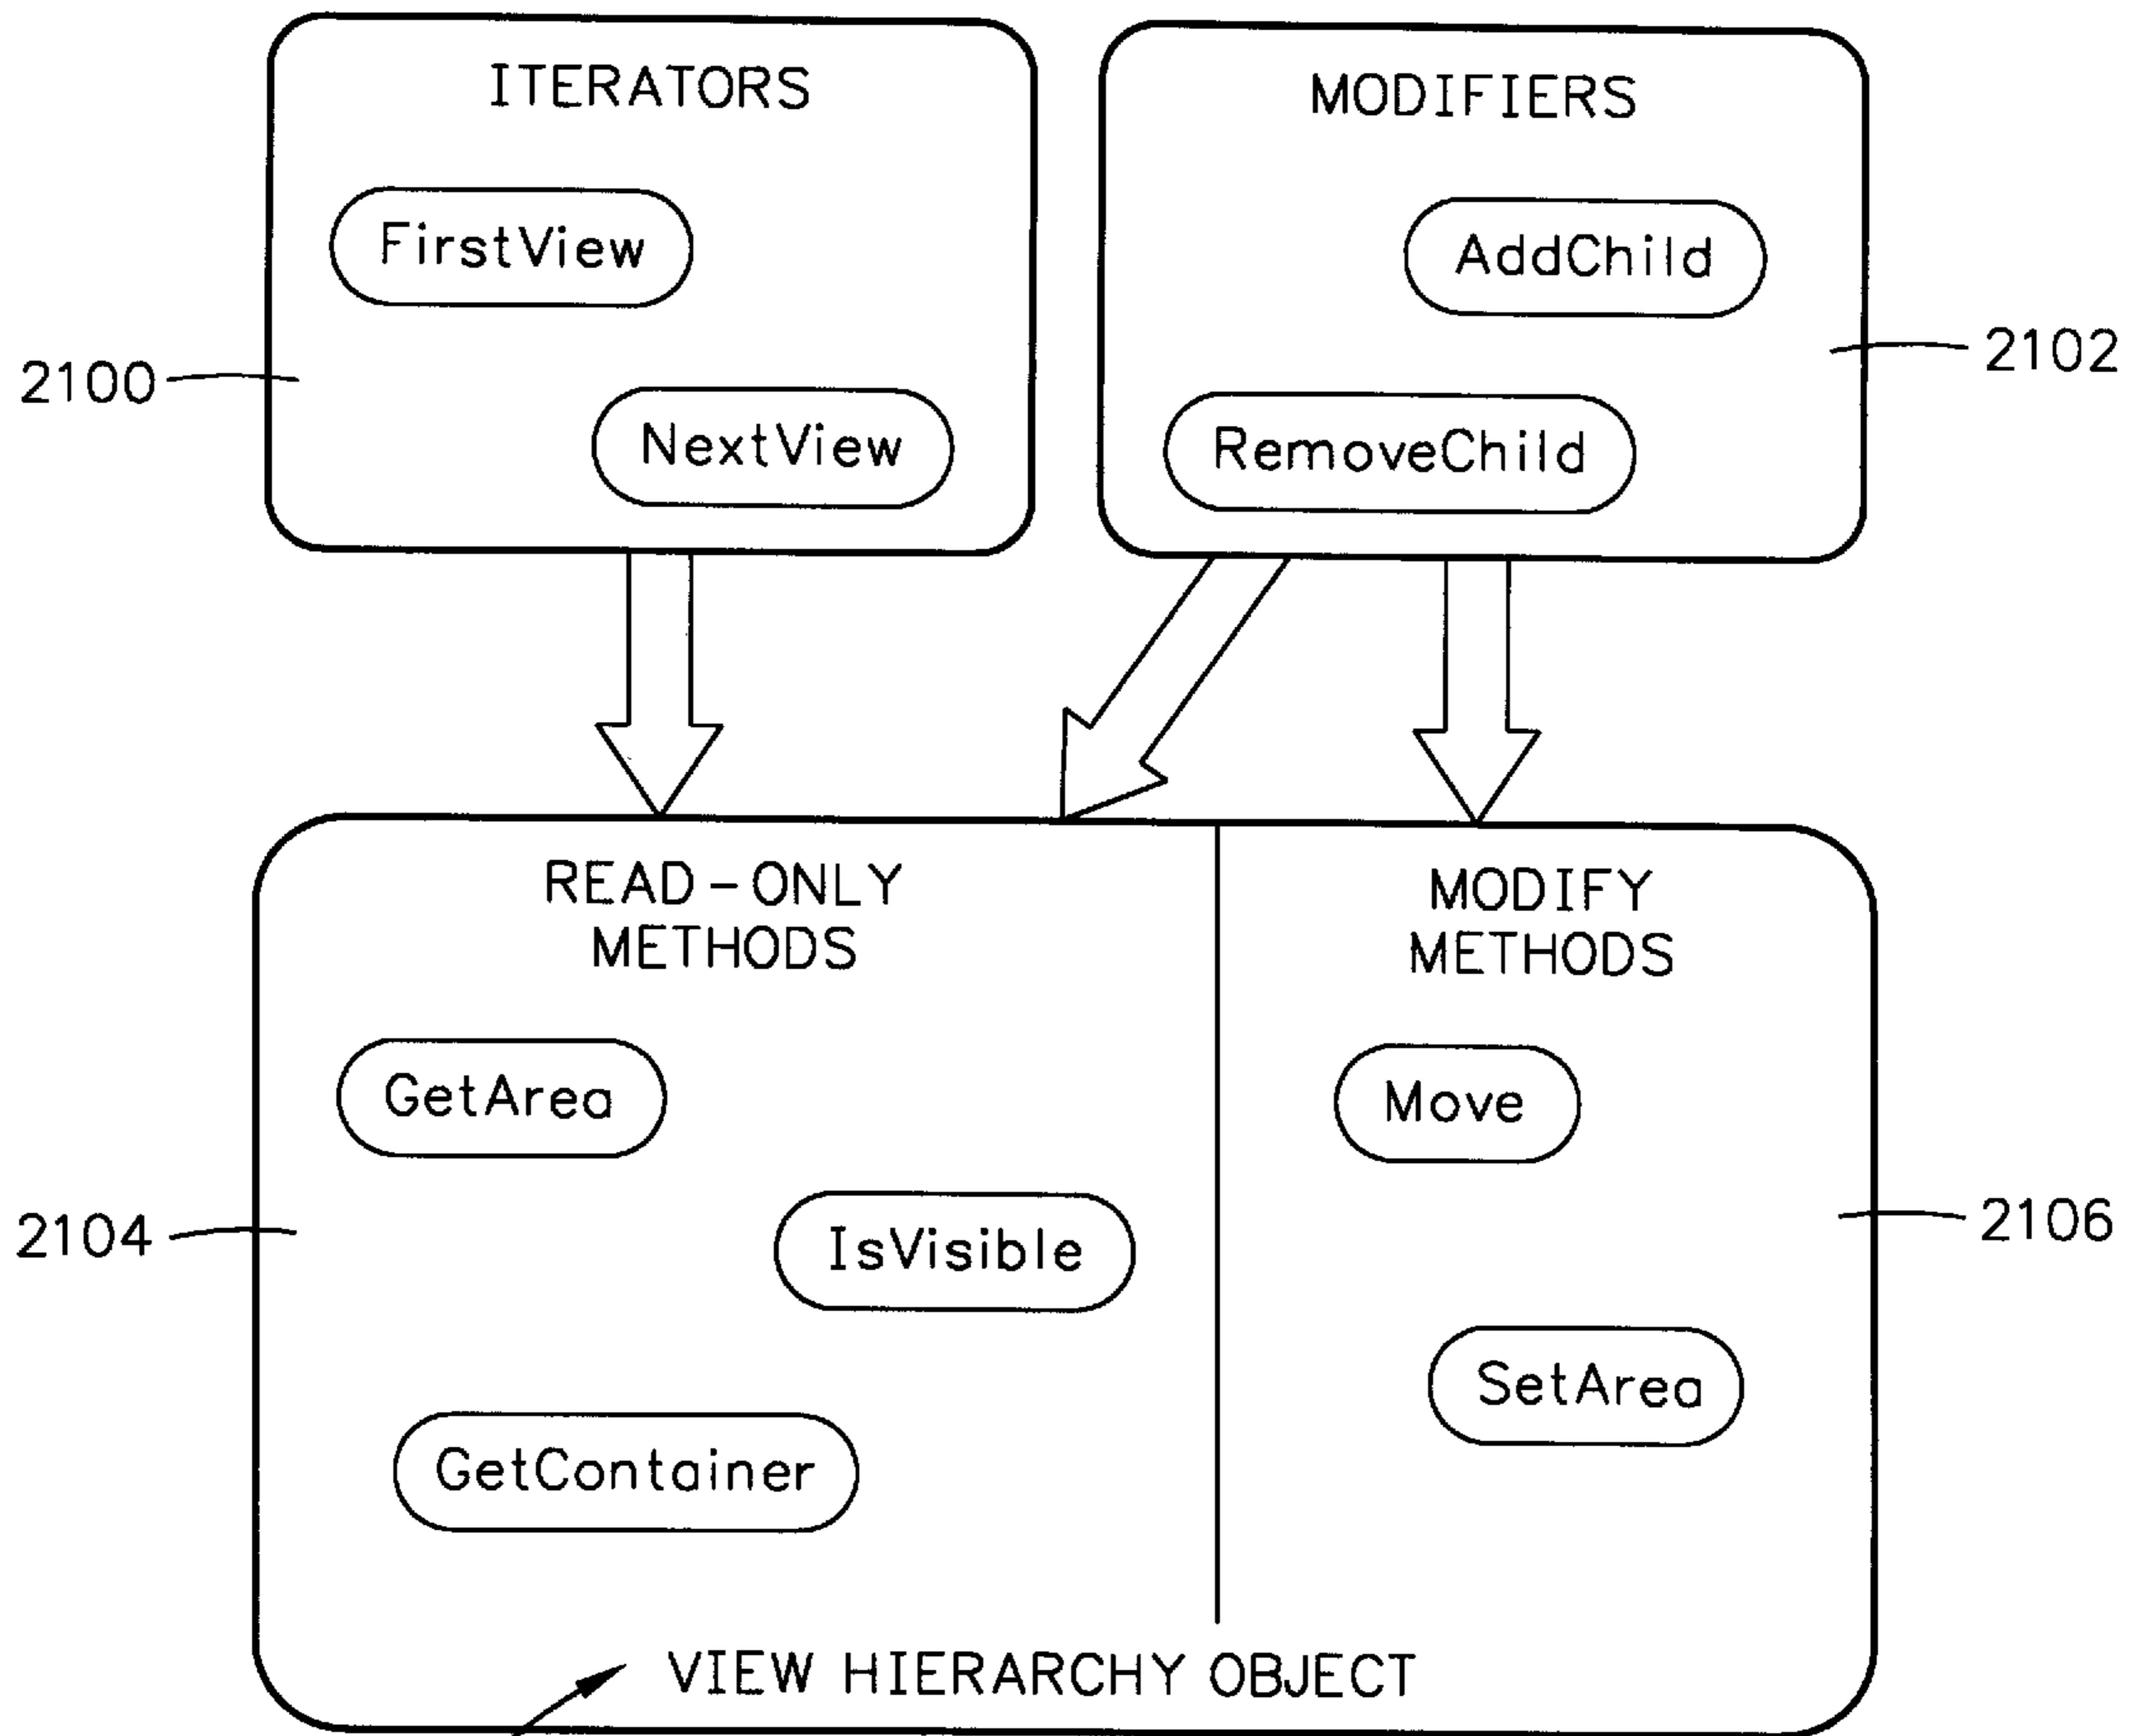 ITERATORS
MODIFIERS
FirstView
AddChild
2100
2102
NextView
RemoveChild
READ-ONLY
METHODS
MODIFY
METHODS
GetArea
Move
2104
IsVisible
2106
SetArea
GetContainer
VIEW HIERARCHY OBJECT